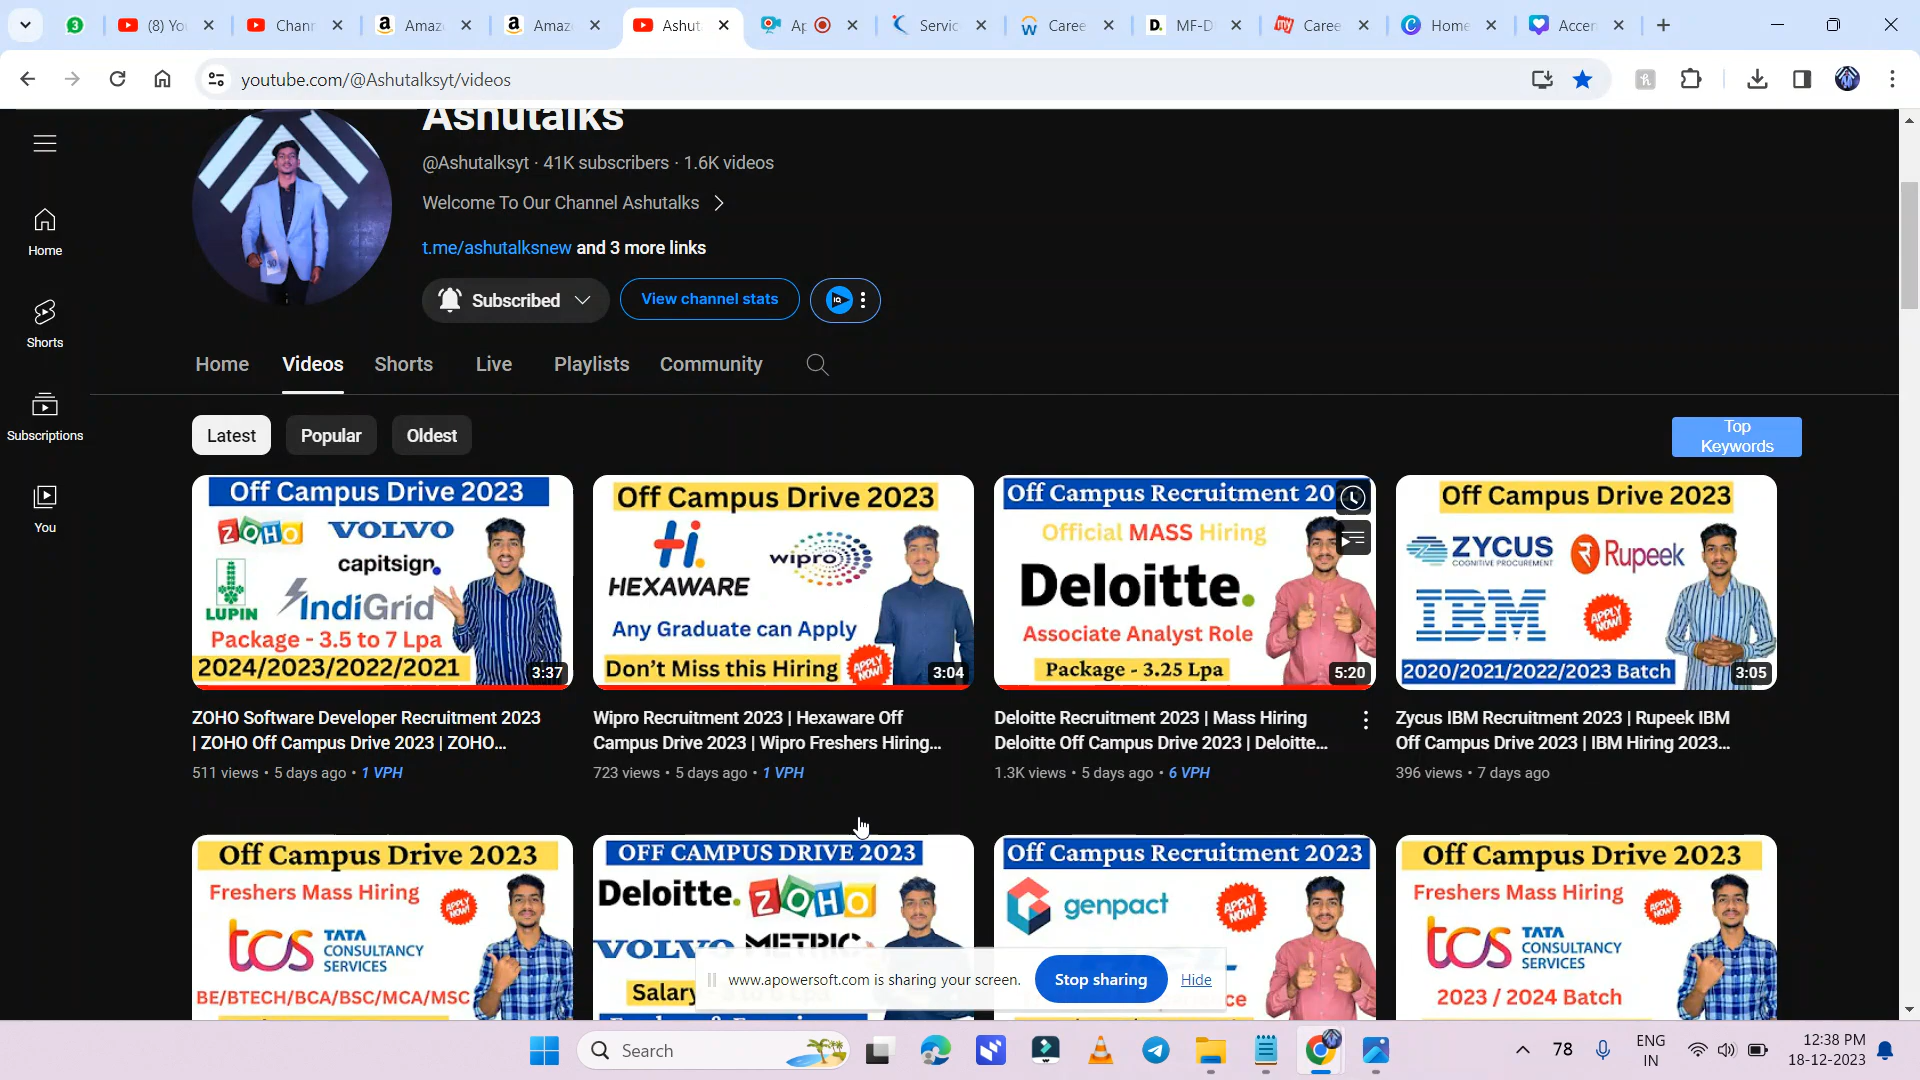 3
(8) Yo
Chan
Amaz
Amaz
Ashut
Ap
Servic
Caree
MF-D
Caree
Home
Accen
youtube.com/@Ashutalksyt/videos
Ashutalks
@Ashutalksyt · 41K subscribers · 1.6K videos
Welcome To Our Channel Ashutalks
t.me/ashutalksnew and 3 more links
Subscribed
View channel stats
IQ
Home
Shorts
Subscriptions
You
Home Videos Shorts Live Playlists Community
Latest Popular Oldest
Top
Keywords
Off Campus Drive 2023
ZOHO VOLVO
capitsign.
LUPIN
IndiGrid
Package - 3.5 to 7 Lpa
2024/2023/2022/2021
3:37
ZOHO Software Developer Recruitment 2023
| ZOHO Off Campus Drive 2023 | ZOHO...
511 views · 5 days ago · 1 VPH
Off Campus Drive 2023
Hi.
HEXAWARE
wipro
Any Graduate can Apply
Don't Miss this Hiring
APPLY NOW!
3:04
Wipro Recruitment 2023 | Hexaware Off
Campus Drive 2023 | Wipro Freshers Hiring...
723 views · 5 days ago · 1 VPH
Off Campus Recruitment 20
Official MASS Hiring
Deloitte.
Associate Analyst Role
Package - 3.25 Lpa
5:20
Deloitte Recruitment 2023 | Mass Hiring
Deloitte Off Campus Drive 2023 | Deloitte...
1.3K views · 5 days ago · 6 VPH
Off Campus Drive 2023
ZYCUS
COGNITIVE PROCUREMENT
Rupeek
IBM
APPLY NOW!
2020/2021/2022/2023 Batch
3:05
Zycus IBM Recruitment 2023 | Rupeek IBM
Off Campus Drive 2023 | IBM Hiring 2023...
396 views · 7 days ago
Off Campus Drive 2023
Freshers Mass Hiring
APPLY NOW!
tcs TATA
CONSULTANCY
SERVICES
BE/BTECH/BCA/BSC/MCA/MSC
OFF CAMPUS DRIVE 2023
Deloitte. ZOHO
VOLVO METRIC
Salary
Off Campus Recruitment 2023
genpact
APPLY NOW!
Off Campus Drive 2023
Freshers Mass Hiring
APPLY NOW!
tcs TATA
CONSULTANCY
SERVICES
2023 / 2024 Batch
www.apowersoft.com is sharing your screen.
Stop sharing
Hide
Search
78
ENG
IN
12:38 PM
18-12-2023